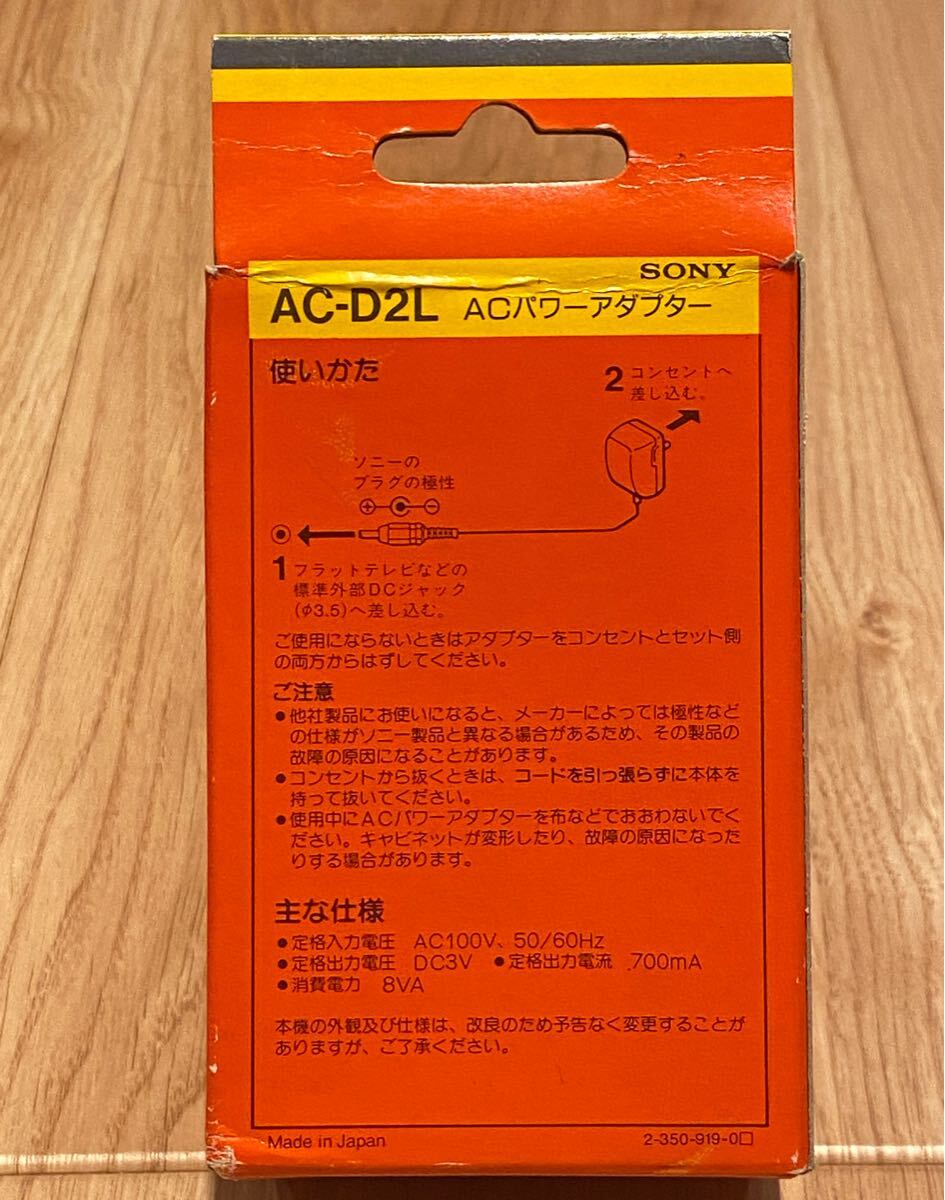 SONY
AC-D2L ACパワーアダプター
使いかた
2 コンセントへ
差し込む。
ソニーの
プラグの極性
1 フラットテレビなどの
標準外部DCジャック
(φ3.5)へ差し込む。
ご使用にならないときはアダプターをコンセントとセット側
の両方からはずしてください。
ご注意
●他社製品にお使いになると、メーカーによっては極性など
の仕様がソニー製品と異なる場合があるため、その製品の
故障の原因になることがあります。
●コンセントから抜くときは、コードを引っ張らずに本体を
持って抜いてください。
●使用中にACパワーアダプターを布などでおおわないでく
ださい。キャビネットが変形したり、故障の原因になった
りする場合があります。
主な仕様
●定格入力電圧 AC100V、50/60Hz
●定格出力電圧 DC3V ●定格出力電流 700mA
●消費電力 8VA
本機の外観及び仕様は、改良のため予告なく変更することが
ありますが、ご了承ください。
Made in Japan 2-350-919-0□